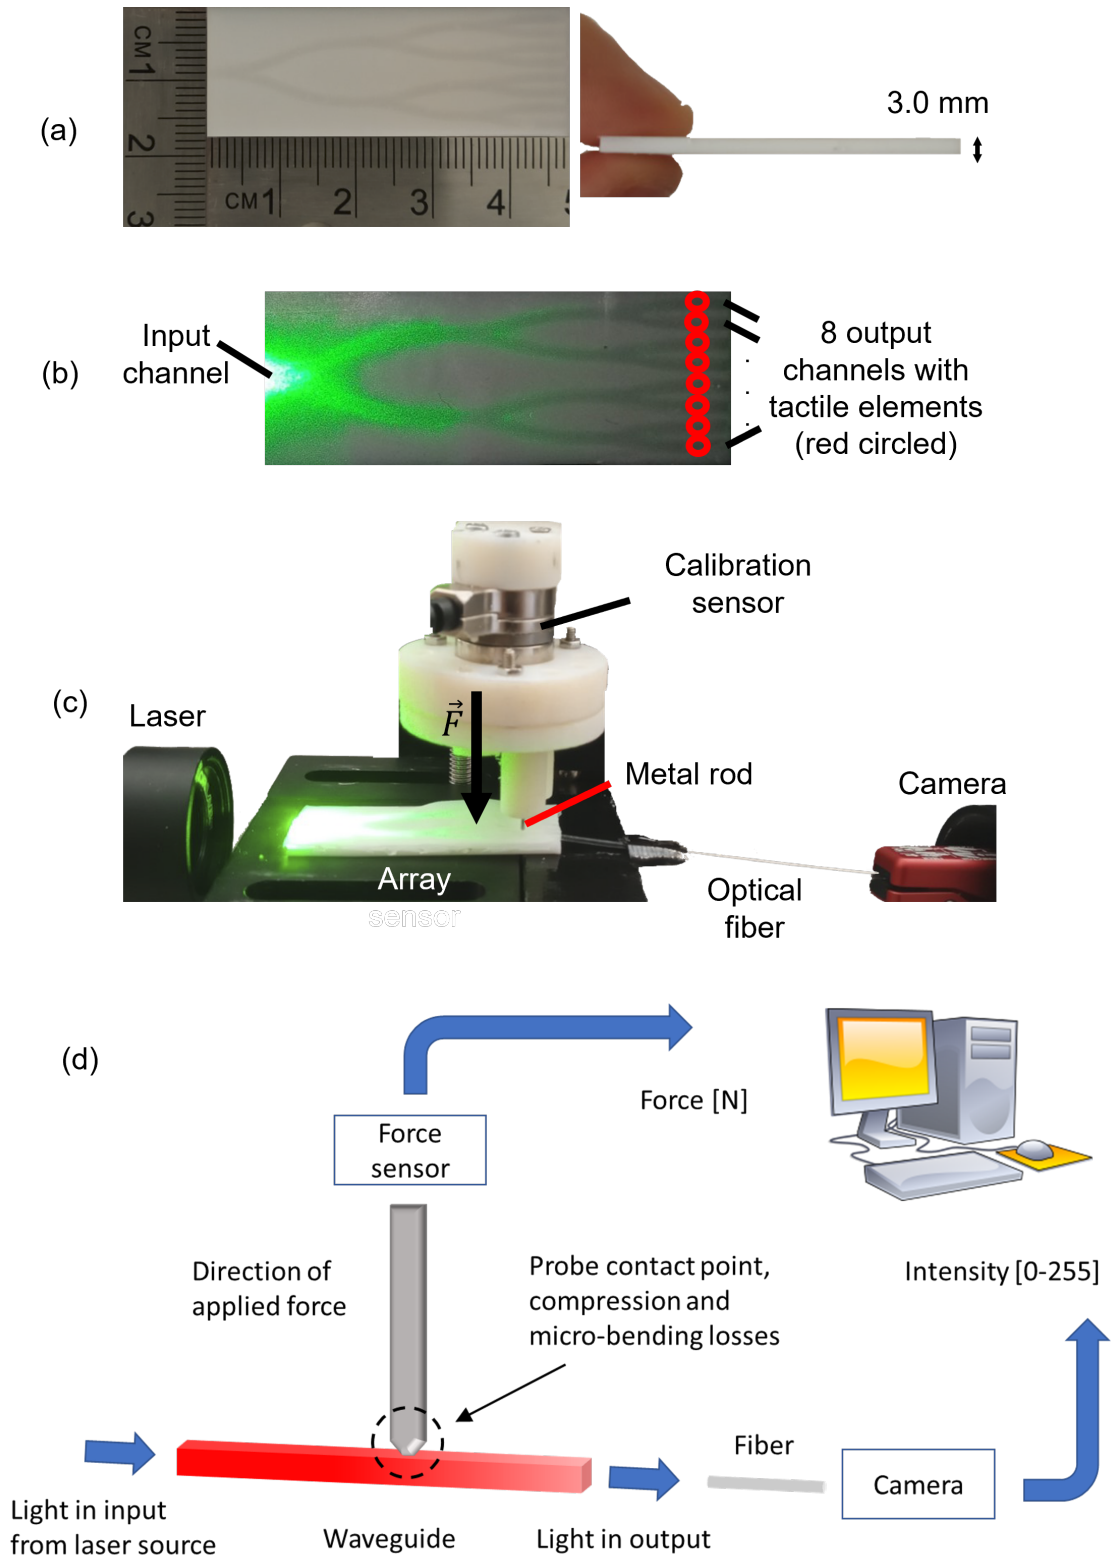 (a)
CM 1
2
3
CM 1
2
3
4
3.0 mm
(b)
Input
channel
8 output
channels with
tactile elements
(red circled)
(c)
Laser
Calibration
sensor
F
Metal rod
Camera
Array
sensor
Optical
fiber
(d)
Force [N]
Force
sensor
Direction of
applied force
Probe contact point,
compression and
micro-bending losses
Intensity [0-255]
Fiber
Camera
Light in input
from laser source
Waveguide
Light in output